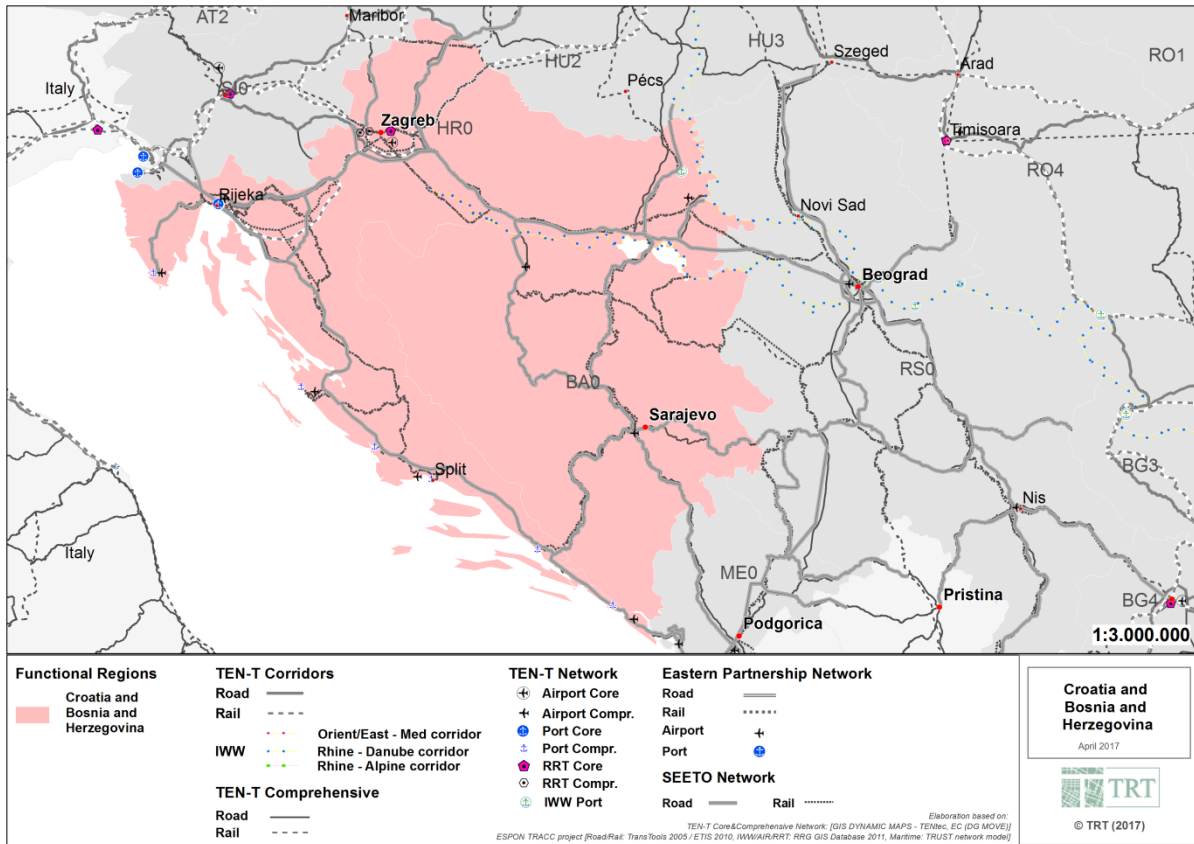 AT2
Maribor
HU3
Szeged
RO1
HU2
Arad
Italy
SI0
Pécs
Zagreb
HR0
Timisoara
RO4
Rijeka
Novi Sad
Beograd
RS0
BA0
Sarajevo
Split
BG3
Nis
Italy
ME0
Pristina
BG4
Podgorica
1:3.000.000
Functional Regions
Croatia and
Bosnia and
Herzegovina
TEN-T Corridors
Road
Rail
IWW
Orient/East - Med corridor
Rhine - Danube corridor
Rhine - Alpine corridor
TEN-T Comprehensive
Road
Rail
TEN-T Network
Airport Core
Airport Compr.
Port Core
Port Compr.
RRT Core
RRT Compr.
IWW Port
Eastern Partnership Network
Road
Rail
Airport
Port
SEETO Network
Road Rail
Elaboration based on:
TEN-T Core&Comprehensive Network: [GIS DYNAMIC MAPS - TENtec, EC (DG MOVE)]
ESPON TRACC project [Road/Rail: TransTools 2005 / ETIS 2010, IWW/AIR/RRT: RRG GIS Database 2011, Maritime: TRUST network model]
Croatia and
Bosnia and
Herzegovina
April 2017
TRT
© TRT (2017)